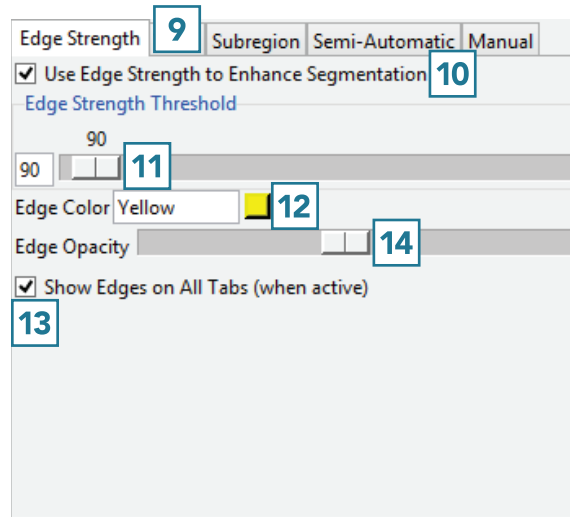 Edge Strength 9 Subregion Semi-Automatic Manual
Use Edge Strength to Enhance Segmentation 10
Edge Strength Threshold
90
90 11
Edge Color Yellow 12
Edge Opacity 14
Show Edges on All Tabs (when active)
13